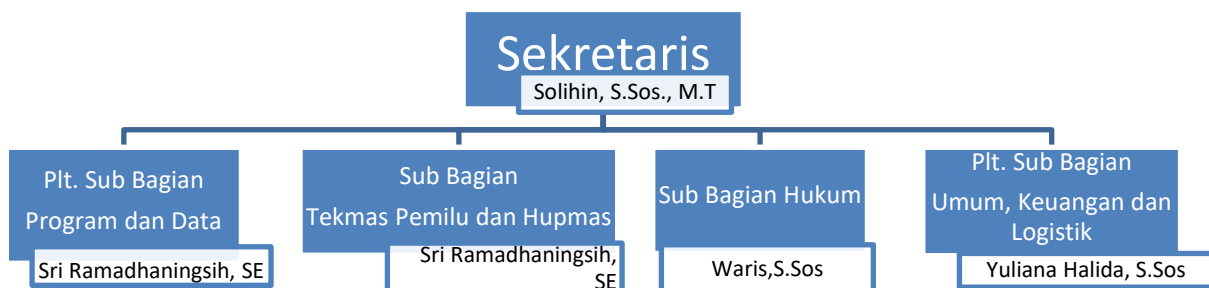 Sekretaris
Solihin, S.Sos., M.T
Plt. Sub Bagian
Program dan Data
Sri Ramadhaningsih, SE
Sub Bagian
Tekmas Pemilu dan Hupmas
Sri Ramadhaningsih,
SE
Sub Bagian Hukum
Waris,S.Sos
Plt. Sub Bagian
Umum, Keuangan dan
Logistik
Yuliana Halida, S.Sos